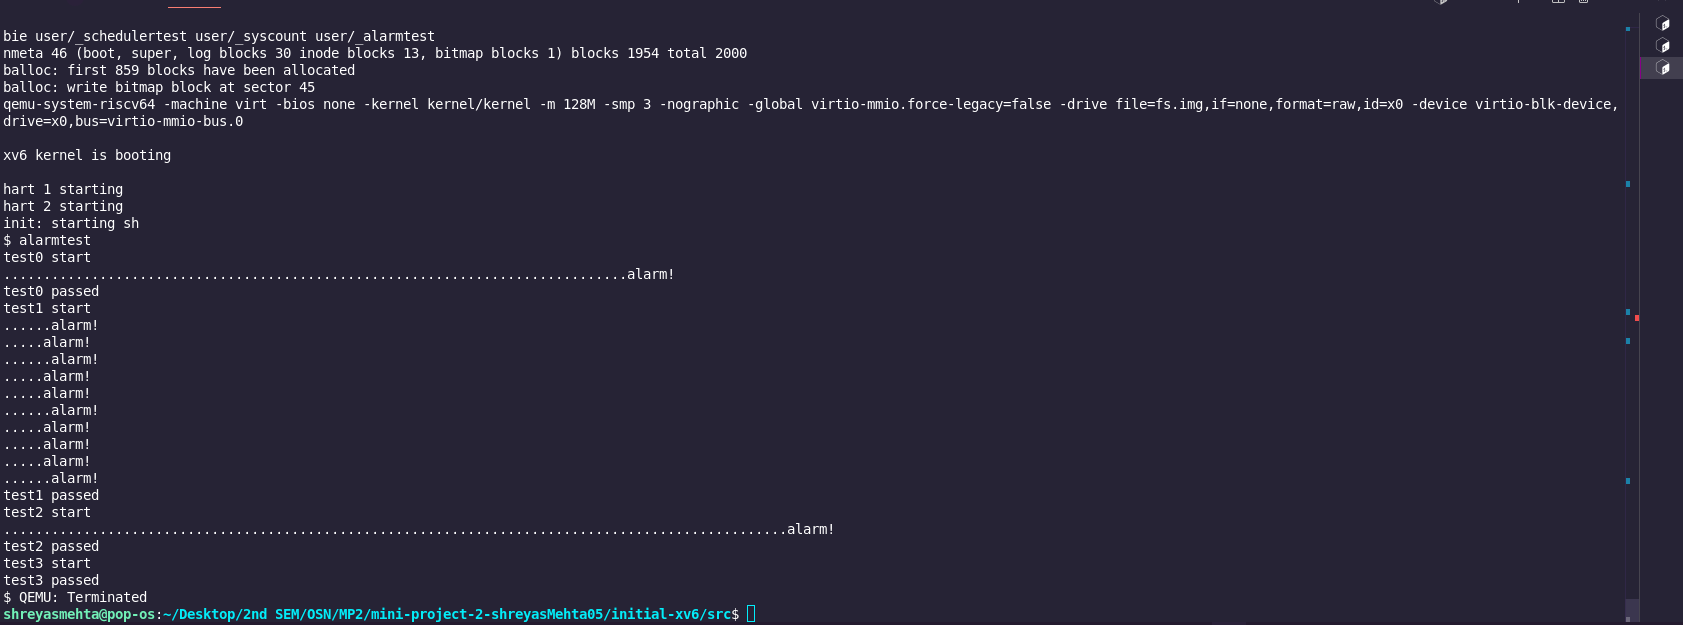 bie user/_schedulertest user/_syscount user/_alarmtest
nmeta 46 (boot, super, log blocks 30 inode blocks 13, bitmap blocks 1) blocks 1954 total 2000
balloc: first 859 blocks have been allocated
balloc: write bitmap block at sector 45
qemu-system-riscv64 -machine virt -bios none -kernel kernel/kernel -m 128M -smp 3 -nographic -global virtio-mmio.force-legacy=false -drive file=fs.img,if=none,format=raw,id=x0 -device virtio-blk-device,
drive=x0,bus=virtio-mmio-bus.0
xv6 kernel is booting
hart 1 starting
hart 2 starting
init: starting sh
$ alarmtest
test0 start
..............................................................................alarm!
test0 passed
test1 start
......alarm!
.....alarm!
......alarm!
.....alarm!
.....alarm!
......alarm!
.....alarm!
.....alarm!
.....alarm!
......alarm!
test1 passed
test2 start
..................................................................................................alarm!
test2 passed
test3 start
test3 passed
$ QEMU: Terminated
shreyasmehta@pop-os:~/Desktop/2nd SEM/OSN/MP2/mini-project-2-shreyasMehta05/initial-xv6/src$